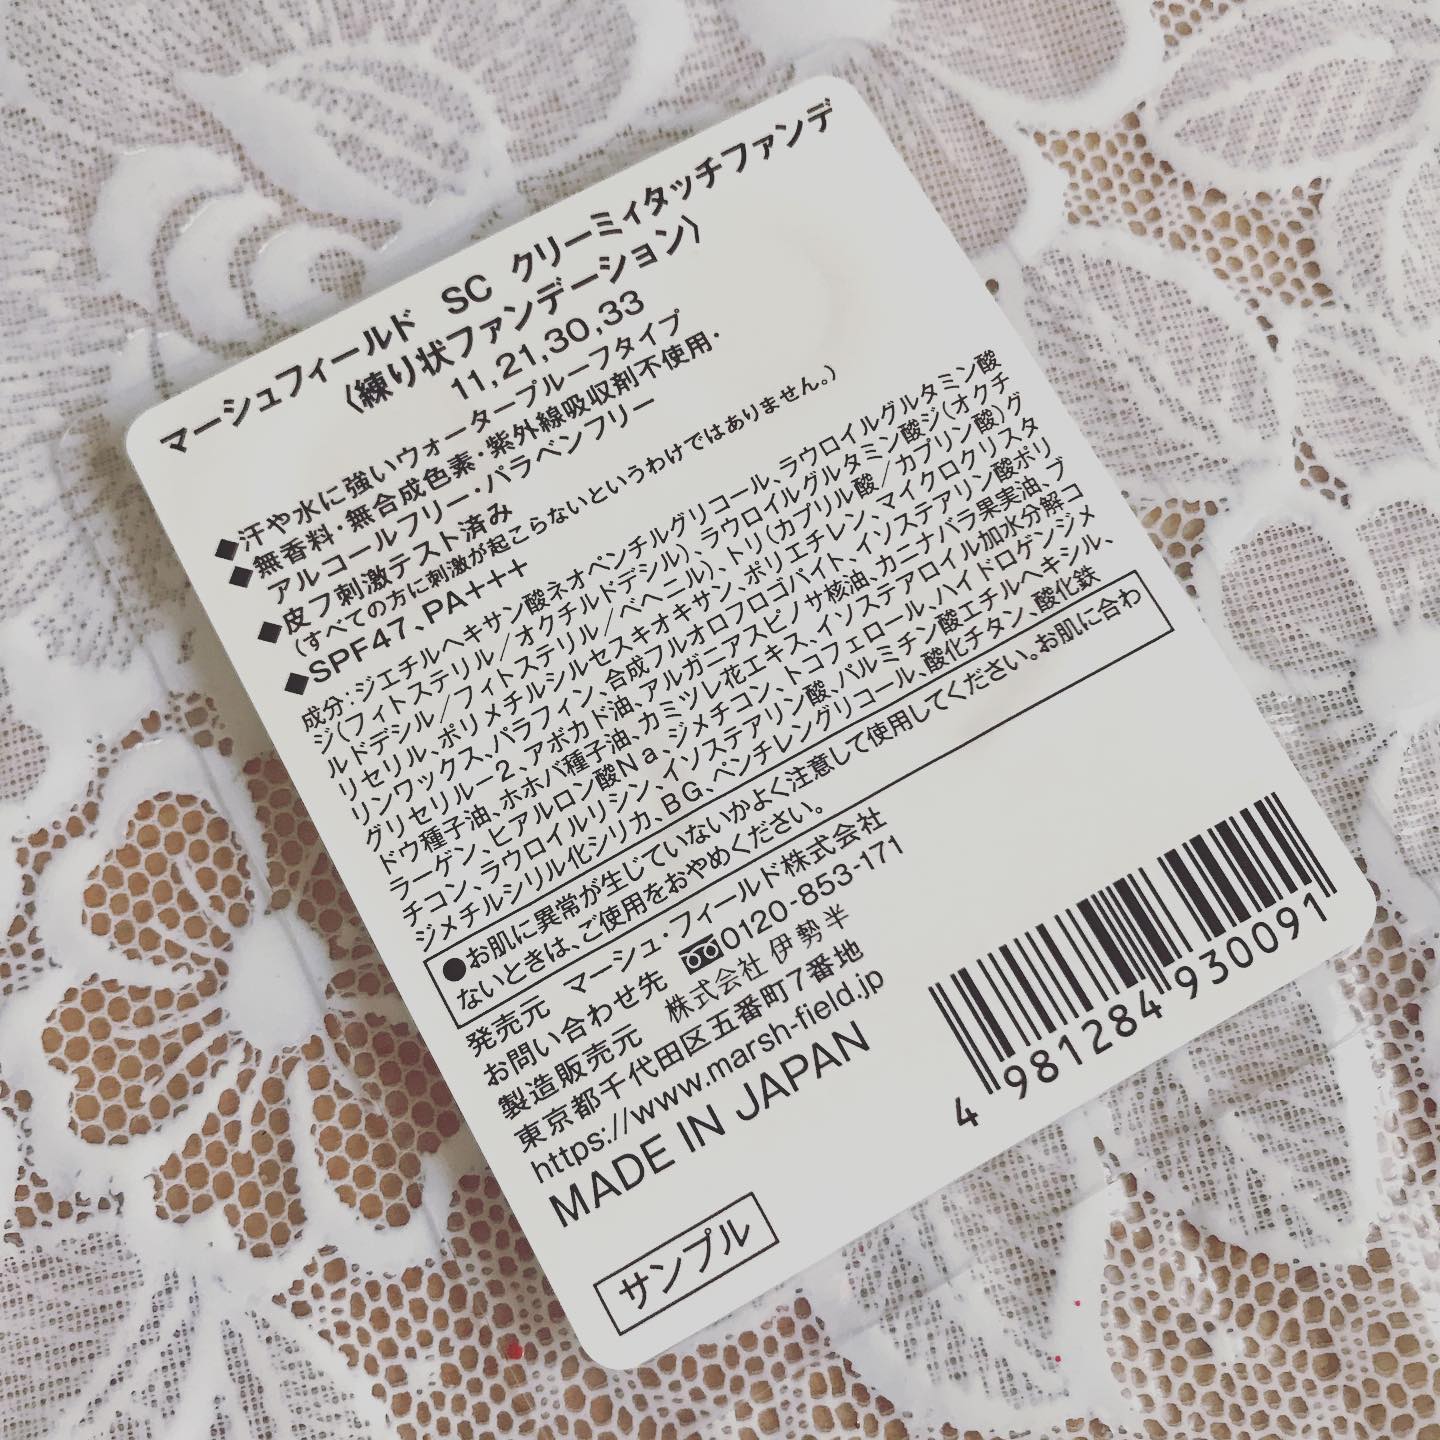 マーシュフィールド SC クリーミィタッチファンデ
〈練り状ファンデーション〉
11,21,30,33
◆汗や水に強いウォータープルーフタイプ
◆無香料・無合成色素・紫外線吸収剤不使用・
アルコールフリー・パラベンフリー
◆皮フ刺激テスト済み
(すべての方に刺激が起こらないというわけではありません。)
◆SPF47、PA+++
成分:ジエチルヘキサン酸ネオペンチルグリコール、ラウロイルグルタミン酸
ジ(フィトステリル/オクチルドデシル)、ラウロイルグルタミン酸ジ(オクチ
ルドデシル/フィトステリル/ベヘニル)、トリ(カプリル酸/カプリン酸)グ
リセリル、ポリメチルシルセスキオキサン、ポリエチレン、マイクロクリスタ
リンワックス、パラフィン、合成フルオロフロゴパイト、イソステアリン酸ポリ
グリセリル-2、アボカド油、アルガニアスピノサ核油、カニナバラ果実油、ブ
ドウ種子油、ホホバ種子油、カミツレ花エキス、イソステアロイル加水分解コ
ラーゲン、ヒアルロン酸Na、ジメチコン、トコフェロール、ハイドロゲンジメ
チコン、ラウロイルリシン、イソステアリン酸、パルミチン酸エチルヘキシル、
ジメチルシリル化シリカ、BG、ペンチレングリコール、酸化チタン、酸化鉄
●お肌に異常が生じていないかよく注意して使用してください。お肌に合わ
ないときは、ご使用をおやめください。
発売元 マーシュ・フィールド株式会社
お問い合わせ先 0120-853-171
製造販売元 株式会社 伊勢半
東京都千代田区五番町7番地
https://www.marsh-field.jp
MADE IN JAPAN
サンプル
4 981284 930091